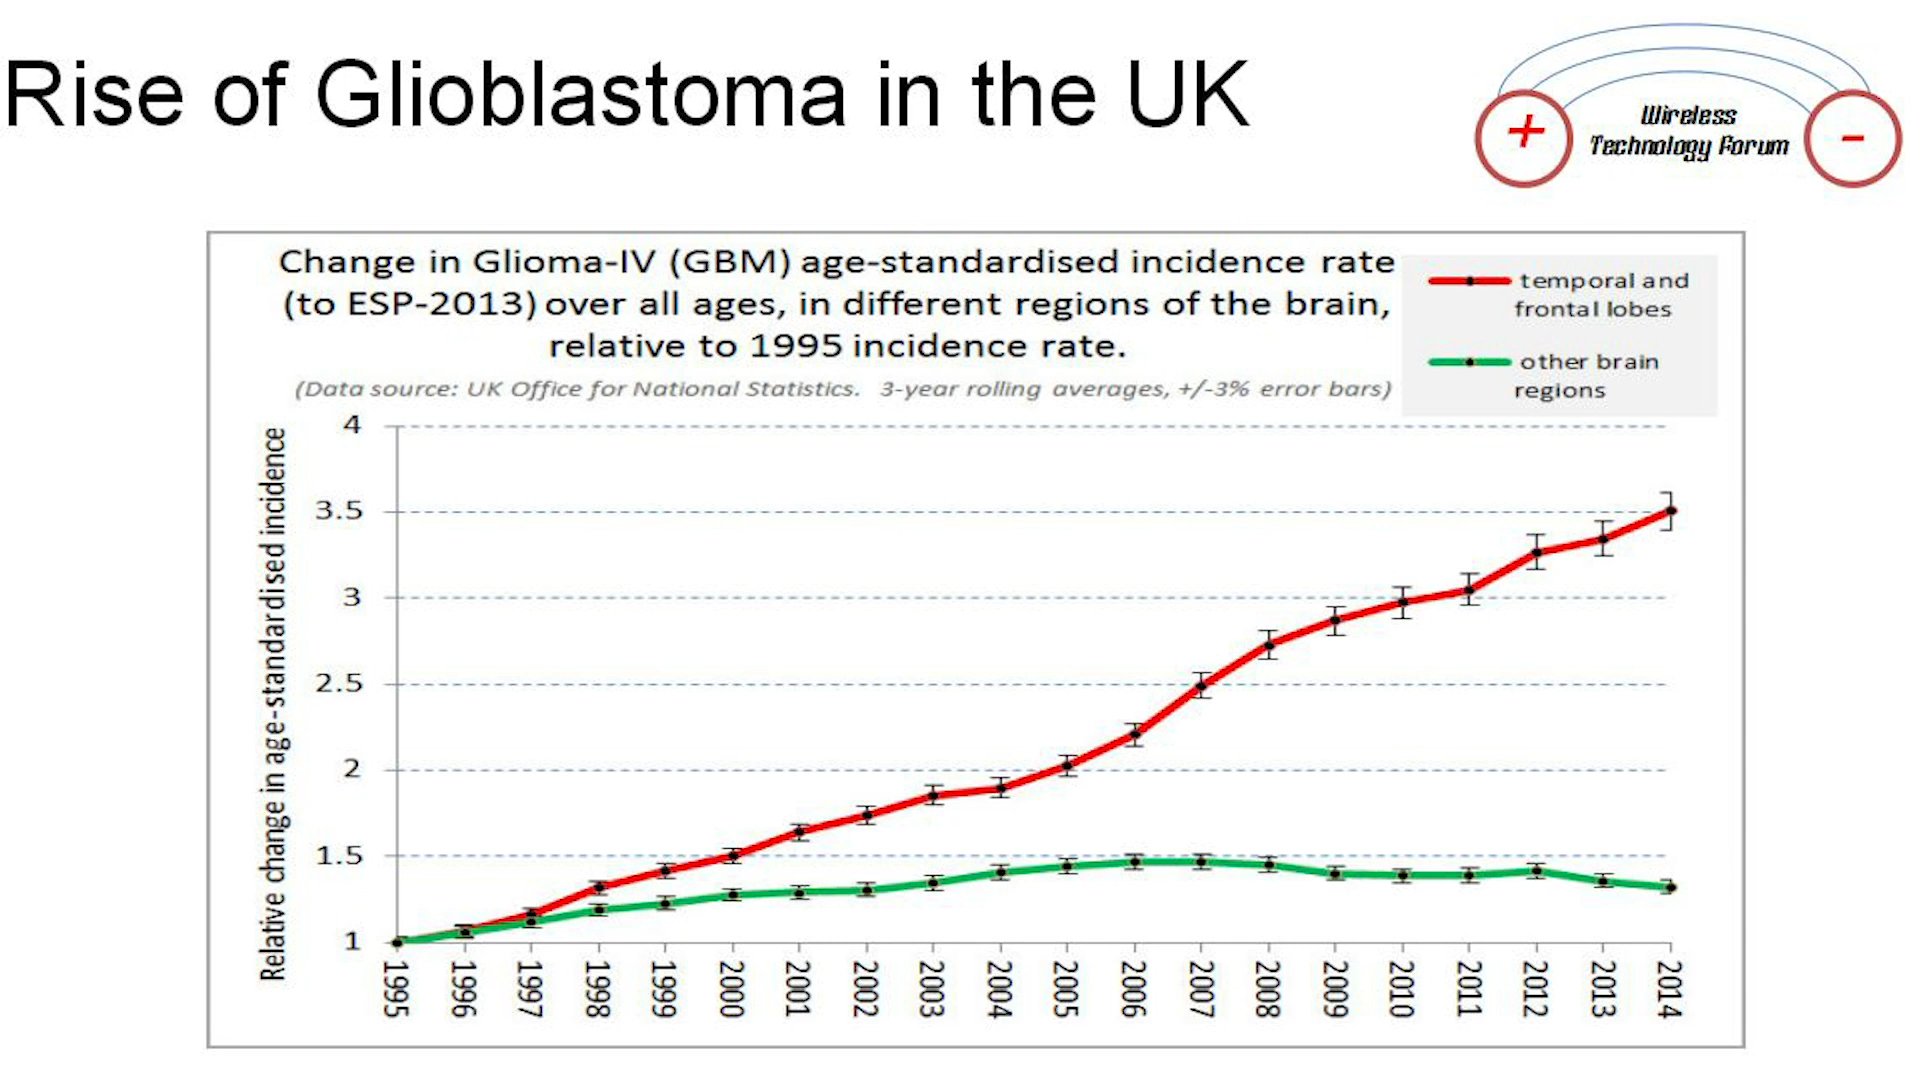 Rise of Glioblastoma in the UK
+
Wireless
Technology Forum
-
Change in Glioma-IV (GBM) age-standardised incidence rate
(to ESP-2013) over all ages, in different regions of the brain,
relative to 1995 incidence rate.
(Data source: UK Office for National Statistics. 3-year rolling averages, +/-3% error bars)
temporal and
frontal lobes
other brain
regions
Relative change in age-standardised incidence
4
3.5
3
2.5
2
1.5
1
1995
1996
1997
1998
1999
2000
2001
2002
2003
2004
2005
2006
2007
2008
2009
2010
2011
2012
2013
2014